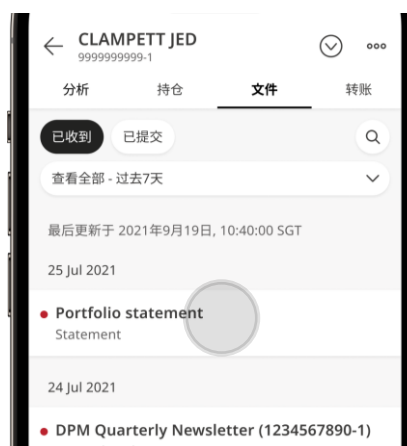 CLAMPETT JED
9999999999-1
分析 持仓 文件 转账
已收到 已提交
查看全部 - 过去7天
最后更新于 2021年9月19日, 10:40:00 SGT
25 Jul 2021
Portfolio statement
Statement
24 Jul 2021
DPM Quarterly Newsletter (1234567890-1)